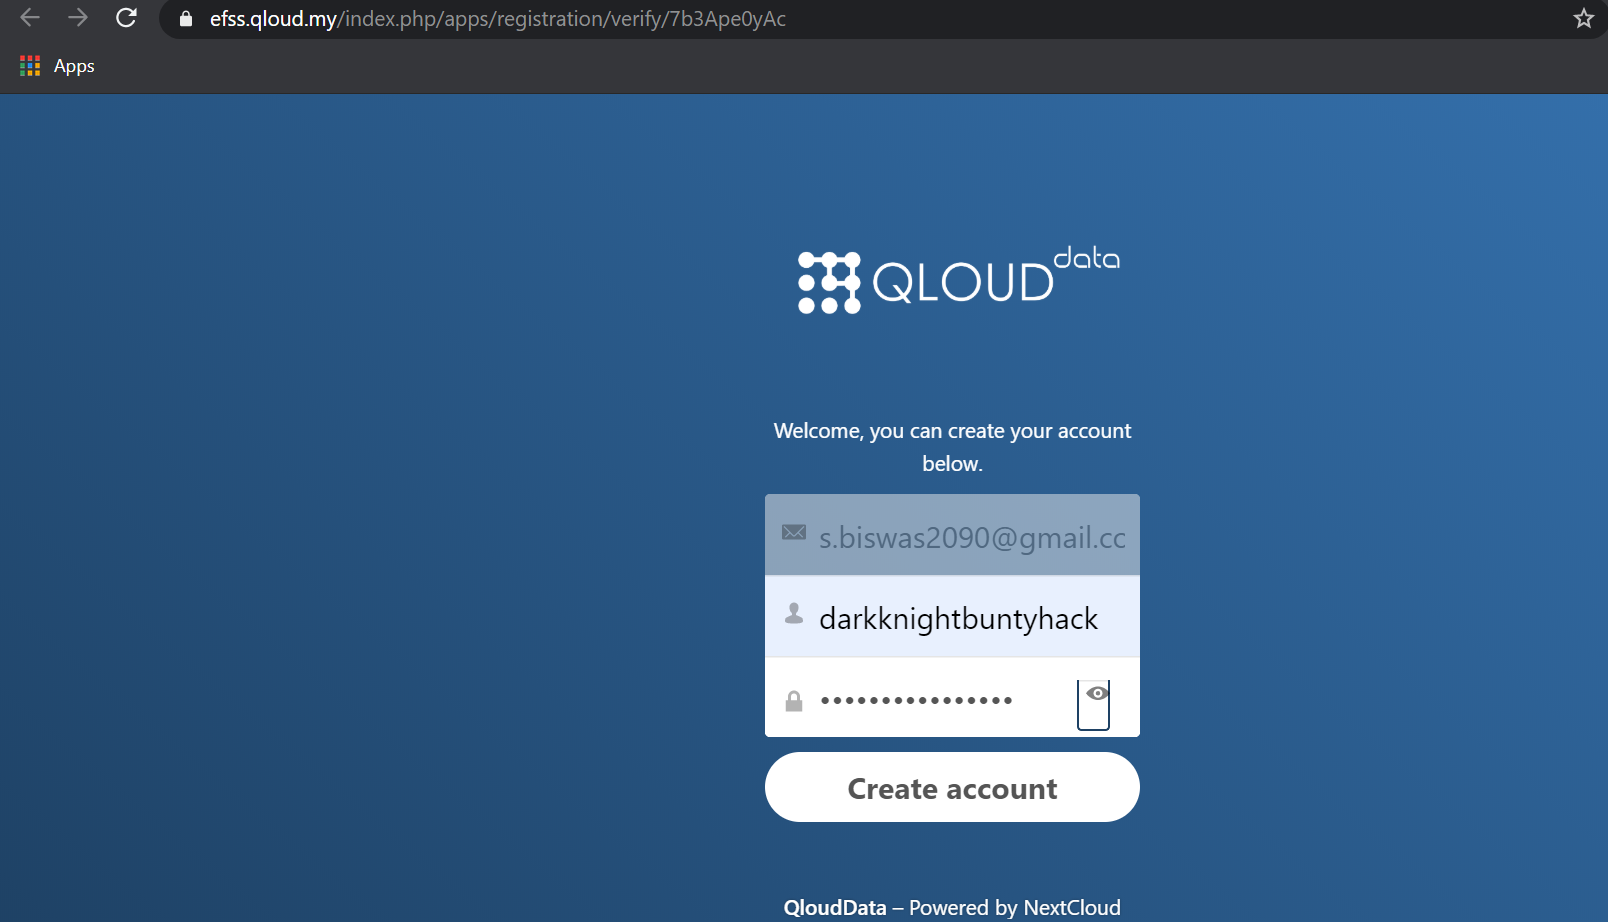 efss.qloud.my/index.php/apps/registration/verify/7b3Ape0yAc
Apps
QLOUD data
Welcome, you can create your account
below.
s.biswas2090@gmail.cc
darkknightbuntyhack
••••••••••••••••
Create account
QloudData – Powered by NextCloud